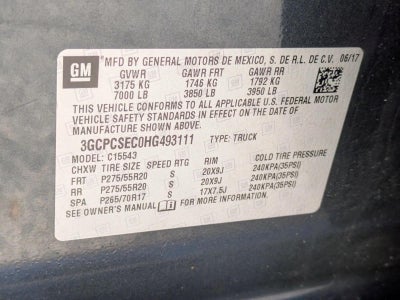 GM
MFD BY GENERAL MOTORS DE MEXICO, S. DE R.L. DE C.V. 06/17
GVWR GAWR FRT GAWR RR
3175 KG 1746 KG 1792 KG
7000 LB 3850 LB 3950 LB
THIS VEHICLE CONFORMS TO ALL APPLICABLE U.S. FEDERAL MOTOR
VEHICLE SAFETY STANDARDS IN EFFECT ON THE DATE OF
MANUFACTURE SHOWN ABOVE.
3GCPCSEC0HG493111 TYPE: TRUCK
MODEL: C15543
CHXW TIRE SIZE SPEED RTG RIM COLD TIRE PRESSURE
FRT P275/55R20 S 20X9J 240KPA(35PSI)
RR P275/55R20 S 20X9J 240KPA(35PSI)
SPA P265/70R17 S 17X7.5J 240KPA(35PSI)
SEE OWNER'S MANUAL FOR MORE INFORMATION.